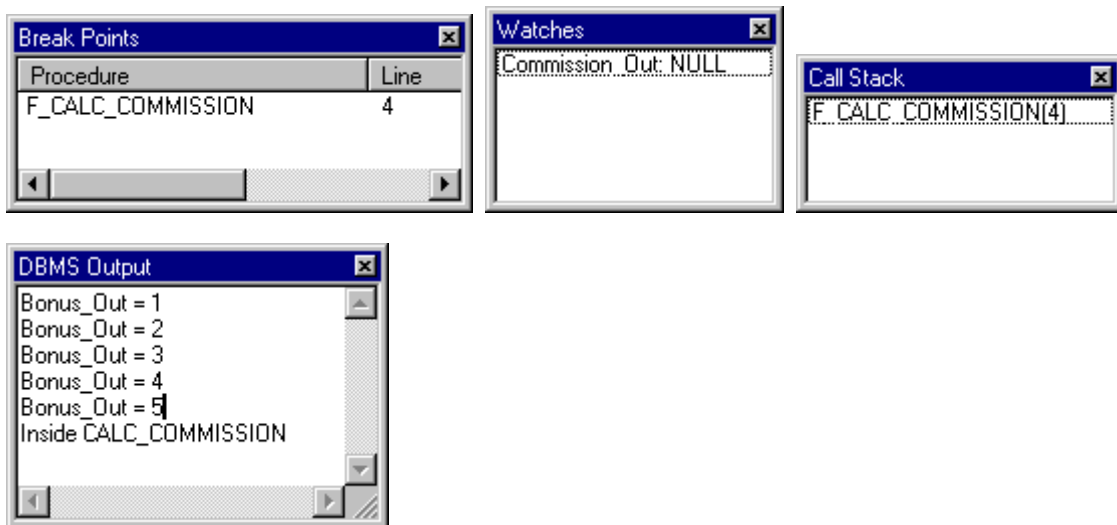 Break Points
Procedure Line
F_CALC_COMMISSION 4
Watches
Commission_Out: NULL
Call Stack
F_CALC_COMMISSION(4)
DBMS Output
Bonus_Out = 1
Bonus_Out = 2
Bonus_Out = 3
Bonus_Out = 4
Bonus_Out = 5
Inside CALC_COMMISSION